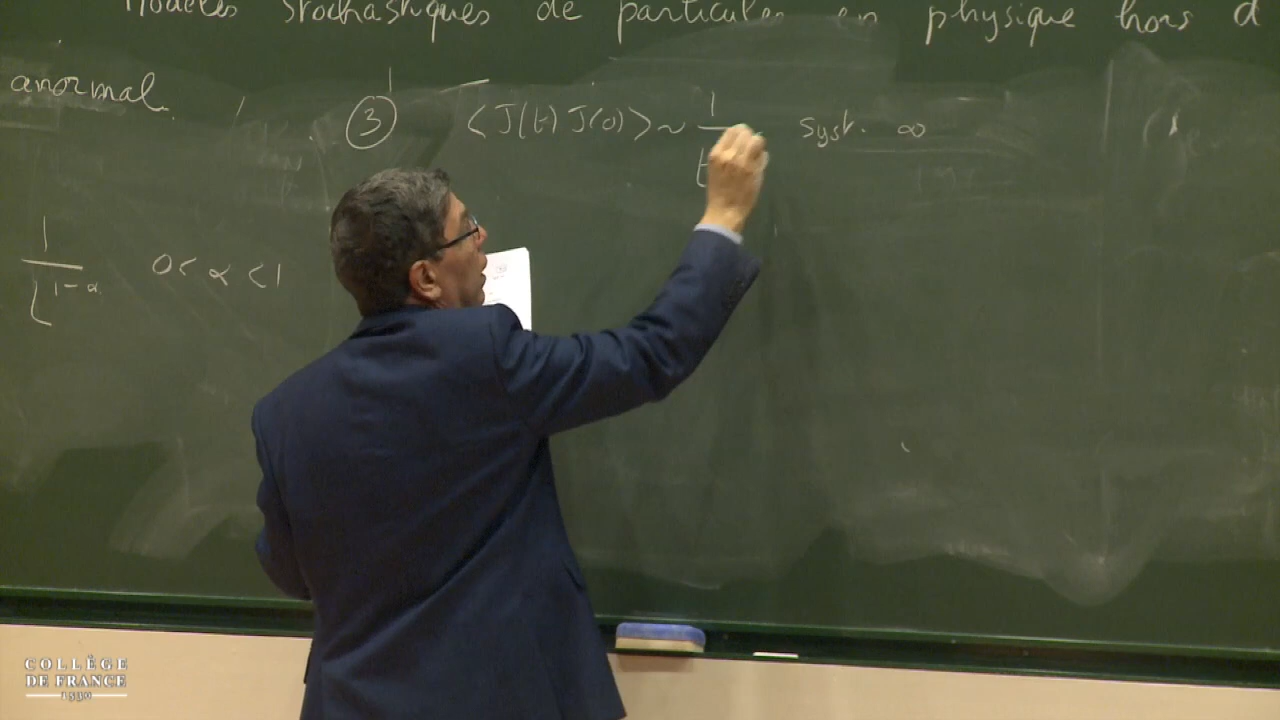 Modèles stochastiques de particules en physique hors d
anormal.
③ <J(t) J(0)> ~ 1/t syst. ∞
1/L^{1-α} 0<α<1
COLLÈGE
DE FRANCE
1530